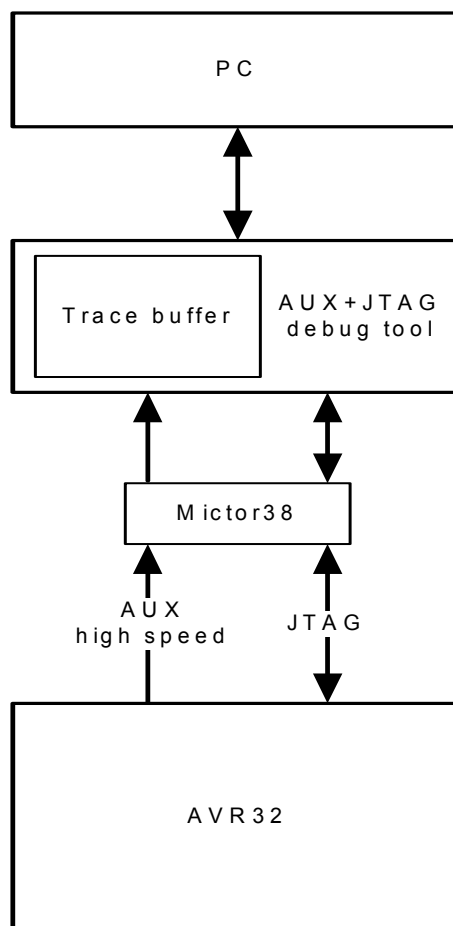 PC
Trace buffer
AUX+JTAG
debug tool
Mictor38
AUX
high speed
JTAG
AVR32